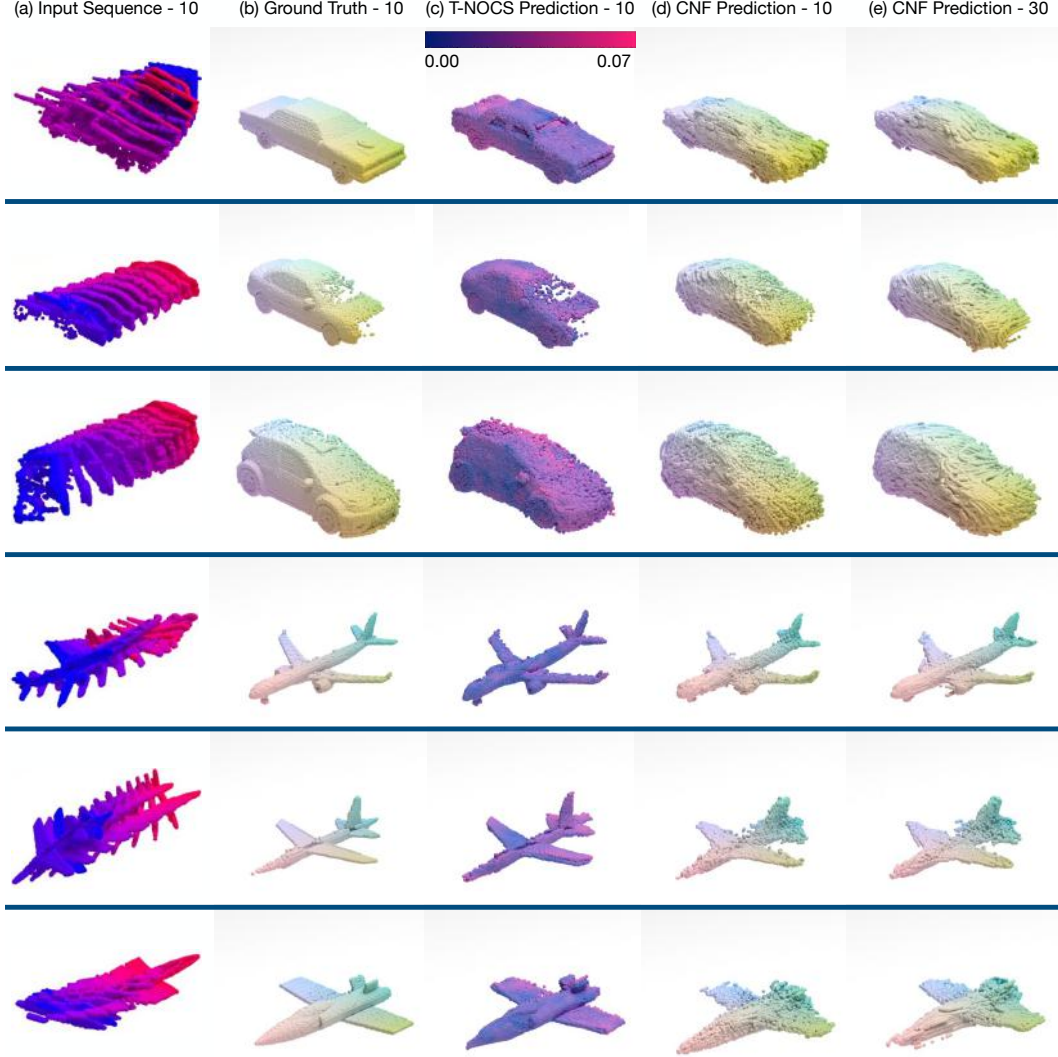 (a) Input Sequence - 10
(b) Ground Truth - 10
(c) T-NOCS Prediction - 10
(d) CNF Prediction - 10
(e) CNF Prediction - 30
0.00
0.07